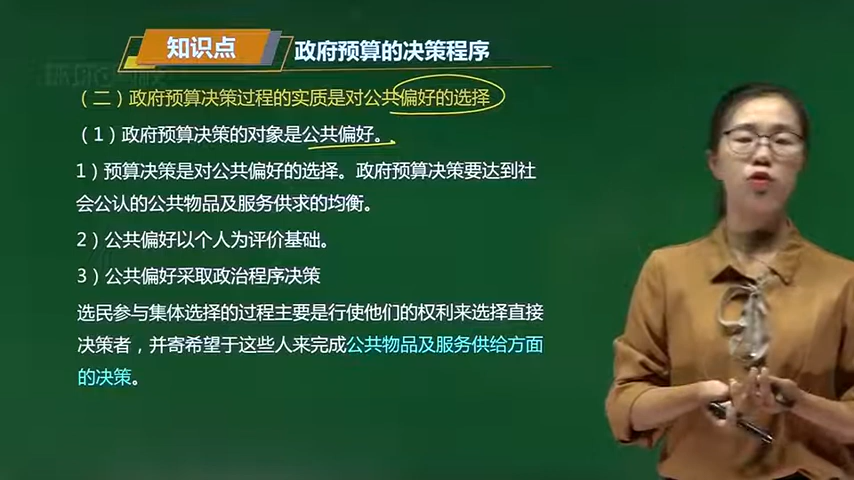 知识点 政府预算的决策程序
（二）政府预算决策过程的实质是对公共偏好的选择
（1）政府预算决策的对象是公共偏好。
1）预算决策是对公共偏好的选择。政府预算决策要达到社
会公认的公共物品及服务供求的均衡。
2）公共偏好以个人为评价基础。
3）公共偏好采取政治程序决策
选民参与集体选择的过程主要是行使他们的权利来选择直接
决策者，并寄希望于这些人来完成公共物品及服务供给方面
的决策。